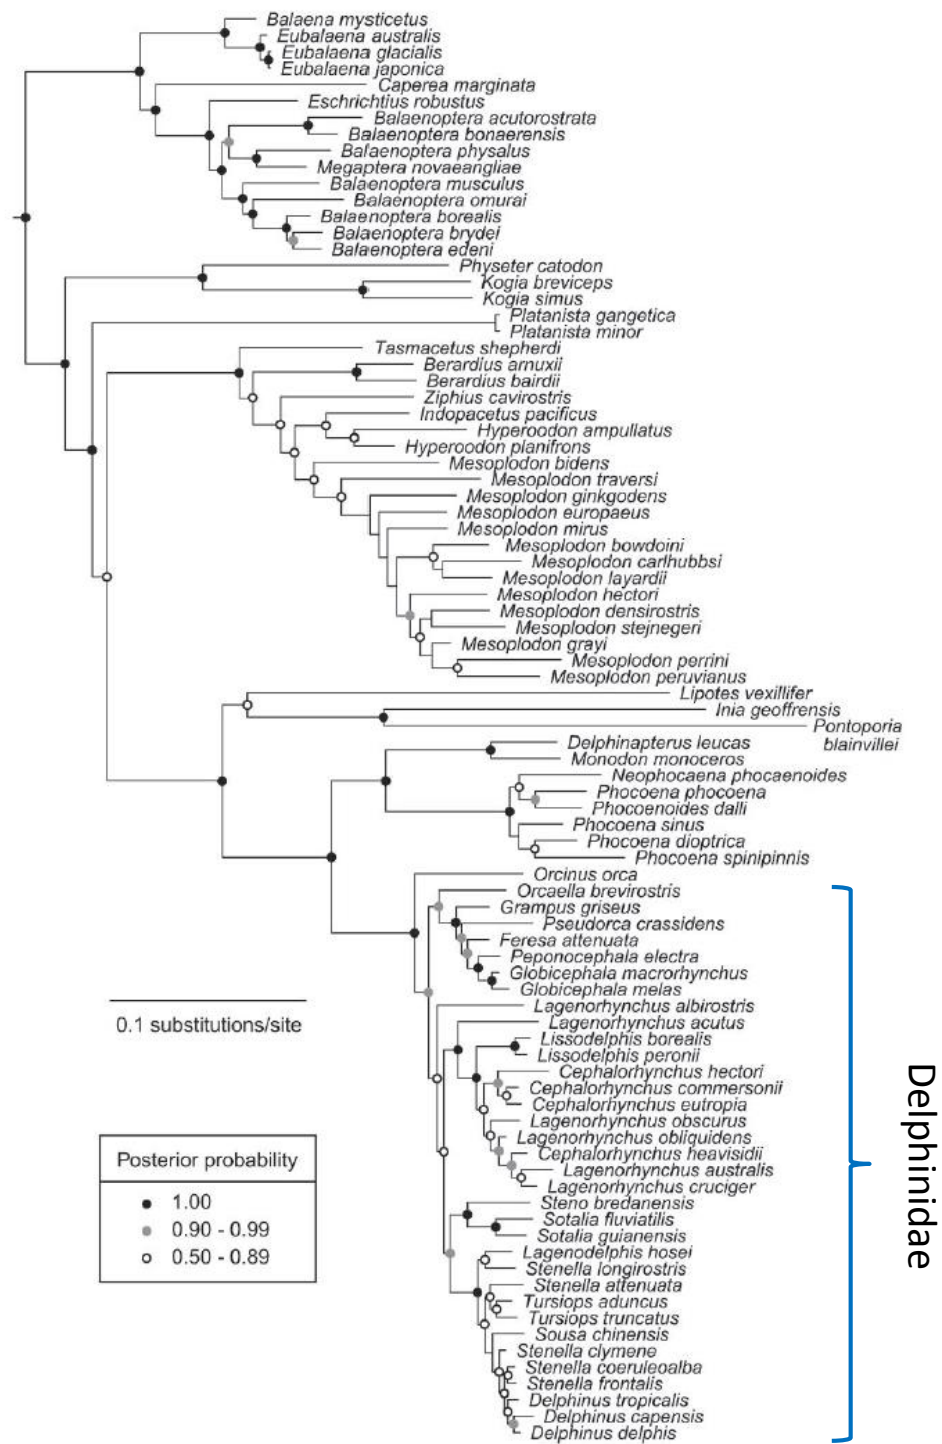 Balaena mysticetus
Eubalaena australis
Eubalaena glacialis
Eubalaena japonica
Caperea marginata
Eschrichtius robustus
Balaenoptera acutorostrata
Balaenoptera bonaerensis
Balaenoptera physalus
Megaptera novaeangliae
Balaenoptera musculus
Balaenoptera omurai
Balaenoptera borealis
Balaenoptera brydei
Balaenoptera edeni
Physeter catodon
Kogia breviceps
Kogia simus
Platanista gangetica
Platanista minor
Tasmacetus shepherdi
Berardius arnuxii
Berardius bairdii
Ziphius cavirostris
Indopacetus pacificus
Hyperoodon ampullatus
Hyperoodon planifrons
Mesoplodon bidens
Mesoplodon traversi
Mesoplodon ginkgodens
Mesoplodon europaeus
Mesoplodon mirus
Mesoplodon bowdoini
Mesoplodon carlhubbsi
Mesoplodon layardii
Mesoplodon hectori
Mesoplodon densirostris
Mesoplodon stejnegeri
Mesoplodon grayi
Mesoplodon perrini
Mesoplodon peruvianus
Lipotes vexillifer
Inia geoffrensis
Pontoporia
blainvillei
Delphinapterus leucas
Monodon monoceros
Neophocaena phocaenoides
Phocoena phocoena
Phocoenoides dalli
Phocoena sinus
Phocoena dioptrica
Phocoena spinipinnis
Orcinus orca
Orcaella brevirostris
Grampus griseus
Pseudorca crassidens
Feresa attenuata
Peponocephala electra
Globicephala macrorhynchus
Globicephala melas
Lagenorhynchus albirostris
Lagenorhynchus acutus
Lissodelphis borealis
Lissodelphis peronii
Cephalorhynchus hectori
Cephalorhynchus commersonii
Cephalorhynchus eutropia
Lagenorhynchus obscurus
Lagenorhynchus obliquidens
Cephalorhynchus heavisidii
Lagenorhynchus australis
Lagenorhynchus cruciger
Steno bredanensis
Sotalia fluviatilis
Sotalia guianensis
Lagenodelphis hosei
Stenella longirostris
Stenella attenuata
Tursiops aduncus
Tursiops truncatus
Sousa chinensis
Stenella clymene
Stenella coeruleoalba
Stenella frontalis
Delphinus tropicalis
Delphinus capensis
Delphinus delphis
0.1 substitutions/site
Posterior probability
1.00
0.90 - 0.99
0.50 - 0.89
Delphinidae